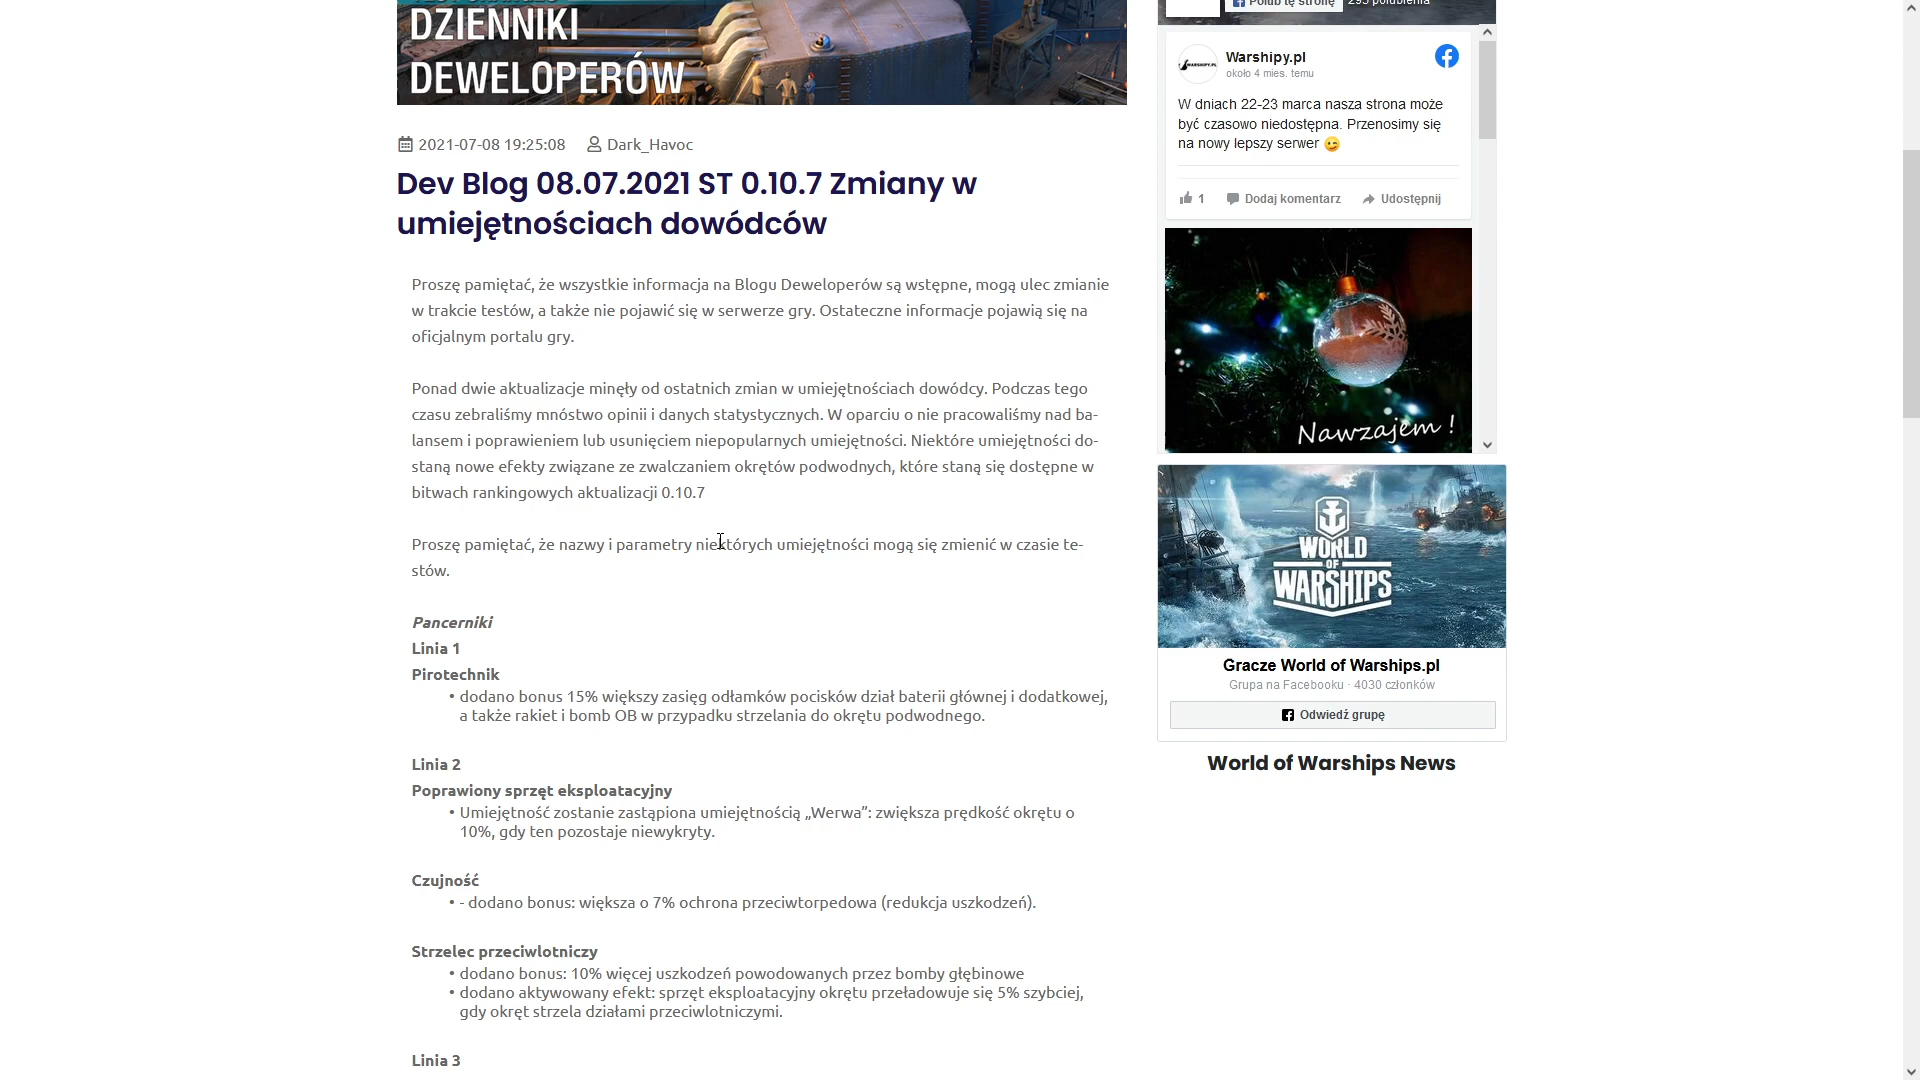 DZIENNIKI
DEWELOPERÓW
2021-07-08 19:25:08 Dark_Havoc
Dev Blog 08.07.2021 ST 0.10.7 Zmiany w
umiejętnościach dowódców
Proszę pamiętać, że wszystkie informacja na Blogu Deweloperów są wstępne, mogą ulec zmianie
w trakcie testów, a także nie pojawić się w serwerze gry. Ostateczne informacje pojawią się na
oficjalnym portalu gry.
Ponad dwie aktualizacje minęły od ostatnich zmian w umiejętnościach dowódcy. Podczas tego
czasu zebraliśmy mnóstwo opinii i danych statystycznych. W oparciu o nie pracowaliśmy nad ba-
lansem i poprawieniem lub usunięciem niepopularnych umiejętności. Niektóre umiejętności do-
staną nowe efekty związane ze zwalczaniem okrętów podwodnych, które staną się dostępne w
bitwach rankingowych aktualizacji 0.10.7
Proszę pamiętać, że nazwy i parametry niektórych umiejętności mogą się zmienić w czasie te-
stów.
Pancerniki
Linia 1
Pirotechnik
• dodano bonus 15% większy zasięg odłamków pocisków dział baterii głównej i dodatkowej,
a także rakiet i bomb OB w przypadku strzelania do okrętu podwodnego.
Linia 2
Poprawiony sprzęt eksploatacyjny
• Umiejętność zostanie zastąpiona umiejętnością „Werwa”: zwiększa prędkość okrętu o
10%, gdy ten pozostaje niewykryty.
Czujność
• - dodano bonus: większa o 7% ochrona przeciwtorpedowa (redukcja uszkodzeń).
Strzelec przeciwlotniczy
• dodano bonus: 10% więcej uszkodzeń powodowanych przez bomby głębinowe
• dodano aktywowany efekt: sprzęt eksploatacyjny okrętu przeładowuje się 5% szybciej,
gdy okręt strzela działami przeciwlotniczymi.
Linia 3
Polub tę stronę 295 polubienia
WARSHIPY.PL
Warshipy.pl
około 4 mies. temu
W dniach 22-23 marca nasza strona może
być czasowo niedostępna. Przenosimy się
na nowy lepszy serwer 😉
1 Dodaj komentarz Udostępnij
Nawzajem !
WORLD
OF
WARSHIPS
Gracze World of Warships.pl
Grupa na Facebooku · 4030 członków
Odwiedź grupę
World of Warships News